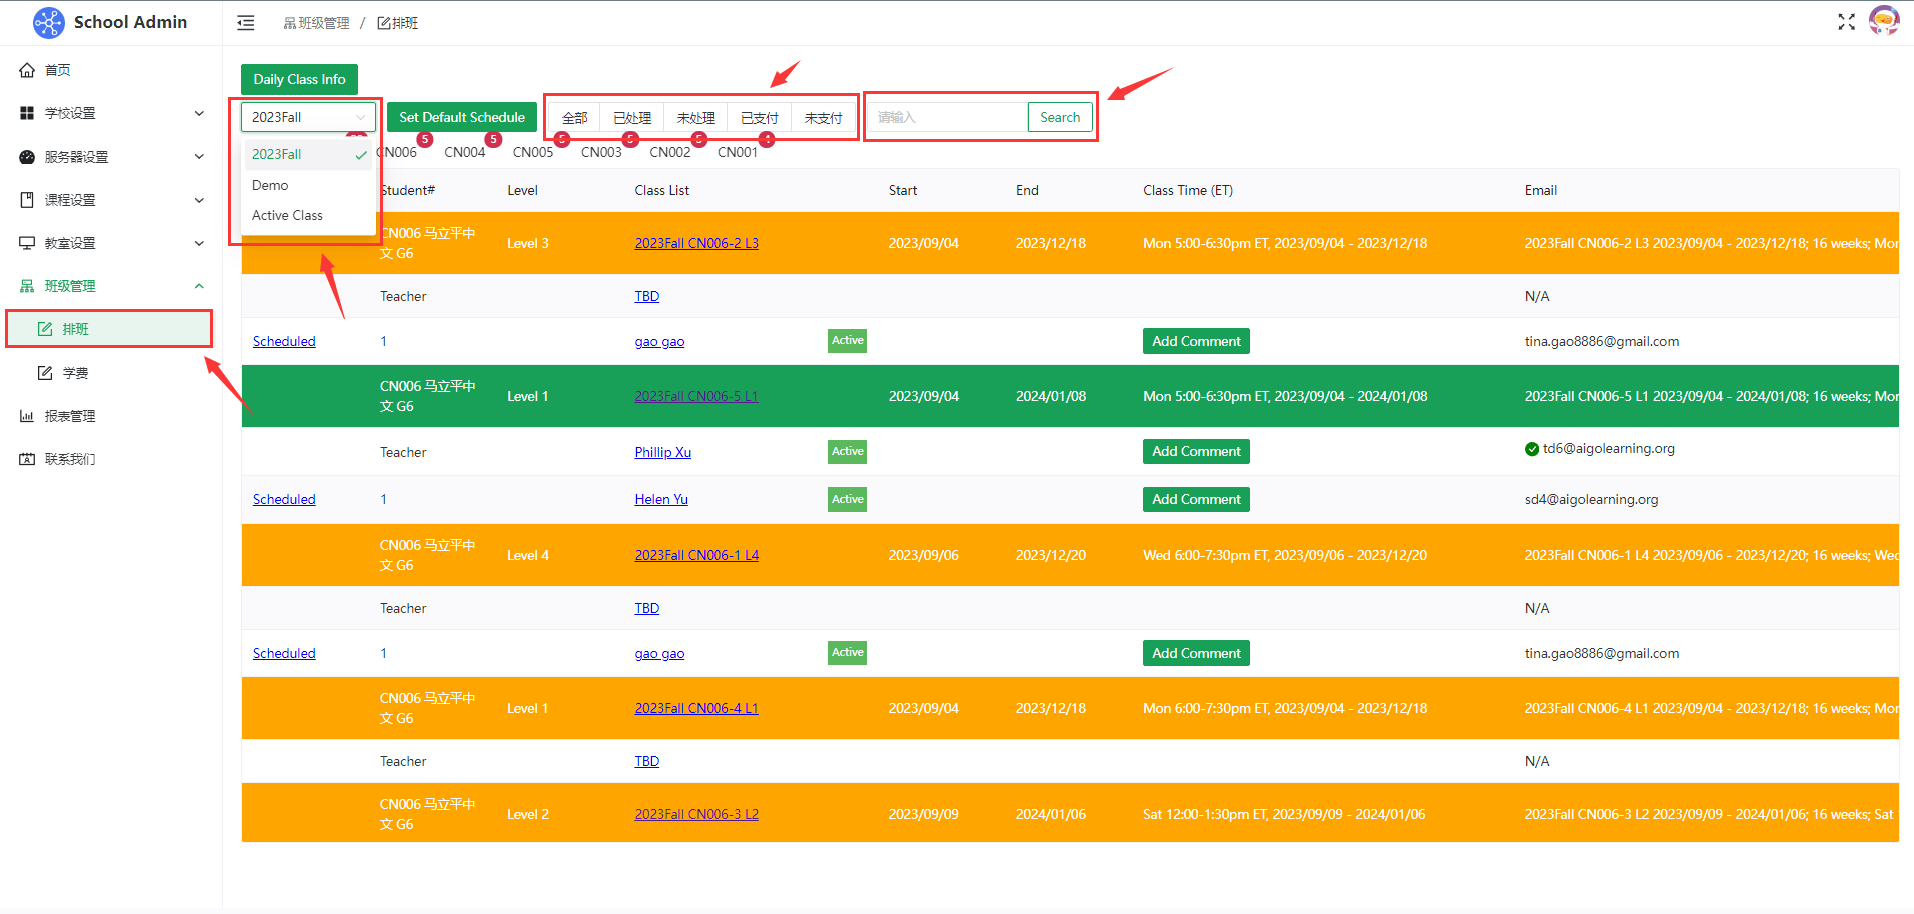 School Admin
班级管理 / 排班
首页
学校设置
服务器设置
课程设置
教室设置
班级管理
排班
学费
报表管理
联系我们
Daily Class Info
2023Fall
Set Default Schedule
全部 已处理 未处理 已支付 未支付
请输入 Search
2023Fall
Demo
Active Class
CN006 5 CN004 5 CN005 5 CN003 5 CN002 5 CN001 4
Student# Level Class List Start End Class Time (ET) Email
CN006 马立平中文 G6 Level 3 2023Fall CN006-2 L3 2023/09/04 2023/12/18 Mon 5:00-6:30pm ET, 2023/09/04 - 2023/12/18 2023Fall CN006-2 L3 2023/09/04 - 2023/12/18; 16 weeks; Mon
Teacher TBD N/A
Scheduled 1 gao gao Active Add Comment tina.gao8886@gmail.com
CN006 马立平中文 G6 Level 1 2023Fall CN006-5 L1 2023/09/04 2024/01/08 Mon 5:00-6:30pm ET, 2023/09/04 - 2024/01/08 2023Fall CN006-5 L1 2023/09/04 - 2024/01/08; 16 weeks; Mon
Teacher Phillip Xu Active Add Comment td6@aigolearning.org
Scheduled 1 Helen Yu Active Add Comment sd4@aigolearning.org
CN006 马立平中文 G6 Level 4 2023Fall CN006-1 L4 2023/09/06 2023/12/20 Wed 6:00-7:30pm ET, 2023/09/06 - 2023/12/20 2023Fall CN006-1 L4 2023/09/06 - 2023/12/20; 16 weeks; Wed
Teacher TBD N/A
Scheduled 1 gao gao Active Add Comment tina.gao8886@gmail.com
CN006 马立平中文 G6 Level 1 2023Fall CN006-4 L1 2023/09/04 2023/12/18 Mon 6:00-7:30pm ET, 2023/09/04 - 2023/12/18 2023Fall CN006-4 L1 2023/09/04 - 2023/12/18; 16 weeks; Mon
Teacher TBD N/A
CN006 马立平中文 G6 Level 2 2023Fall CN006-3 L2 2023/09/09 2024/01/06 Sat 12:00-1:30pm ET, 2023/09/09 - 2024/01/06 2023Fall CN006-3 L2 2023/09/09 - 2024/01/06; 16 weeks; Sat